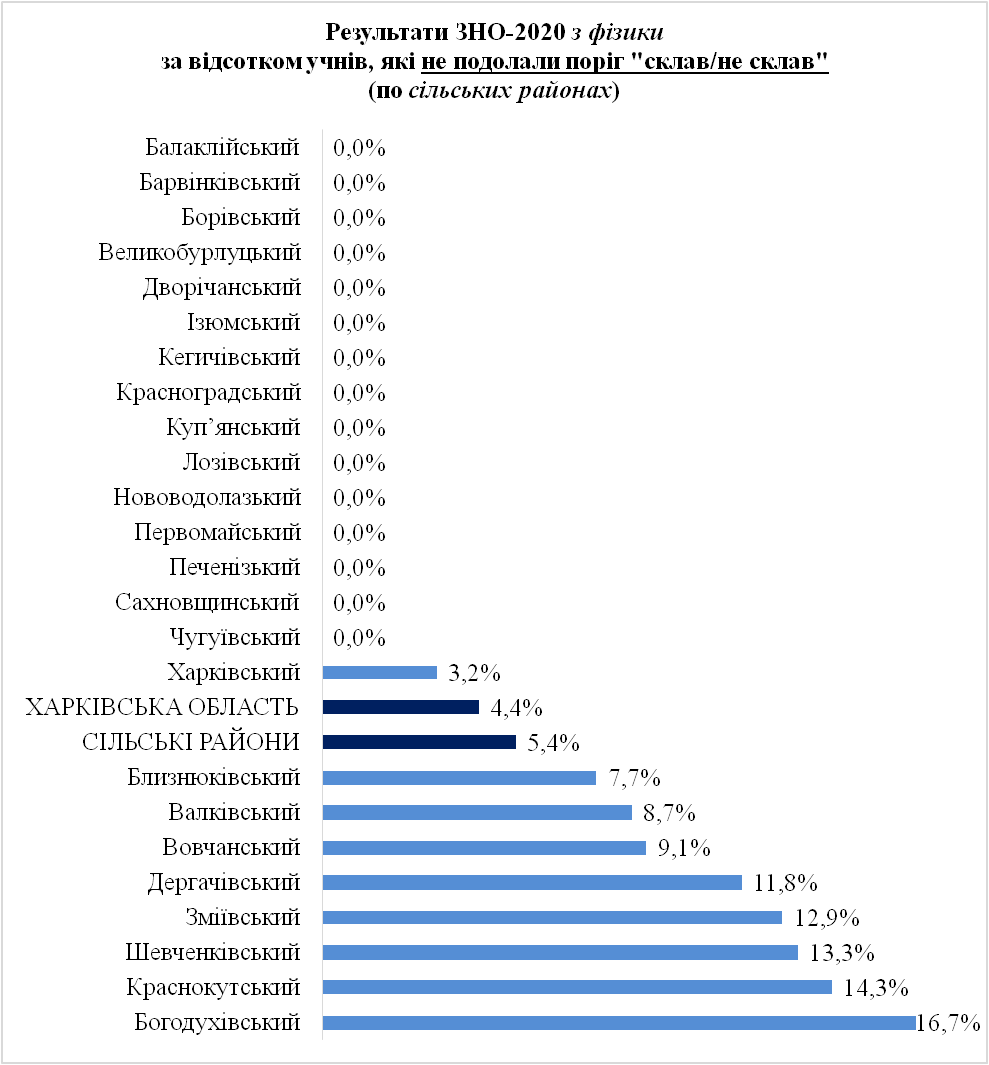 Результати ЗНО-2020 з фізики
за відсотком учнів, які не подолали поріг "склав/не склав"
(по сільських районах)
Балаклійський 0,0%
Барвінківський 0,0%
Борівський 0,0%
Великобурлуцький 0,0%
Дворічанський 0,0%
Ізюмський 0,0%
Кегичівський 0,0%
Красноградський 0,0%
Куп’янський 0,0%
Лозівський 0,0%
Нововодолазький 0,0%
Первомайський 0,0%
Печенізький 0,0%
Сахновщинський 0,0%
Чугуївський 0,0%
Харківський 3,2%
ХАРКІВСЬКА ОБЛАСТЬ 4,4%
СІЛЬСЬКІ РАЙОНИ 5,4%
Близнюківський 7,7%
Валківський 8,7%
Вовчанський 9,1%
Дергачівський 11,8%
Зміївський 12,9%
Шевченківський 13,3%
Краснокутський 14,3%
Богодухівський 16,7%